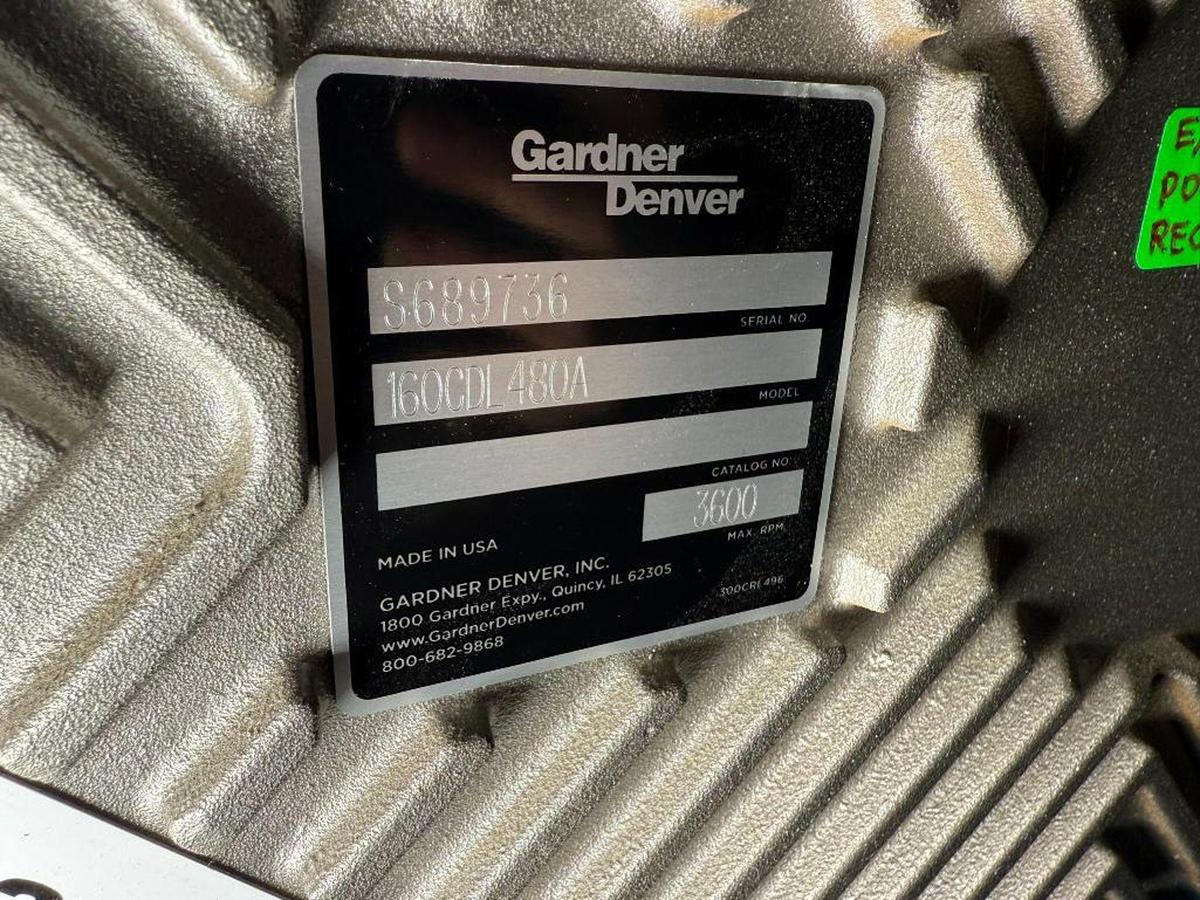 Gardner
Denver
S689736
SERIAL NO.
160CDL480A
MODEL
CATALOG NO.
3600
MAX. RPM
MADE IN USA
GARDNER DENVER, INC.
1800 Gardner Expy., Quincy, IL 62305
www.GardnerDenver.com
800-682-9868
300CRL496